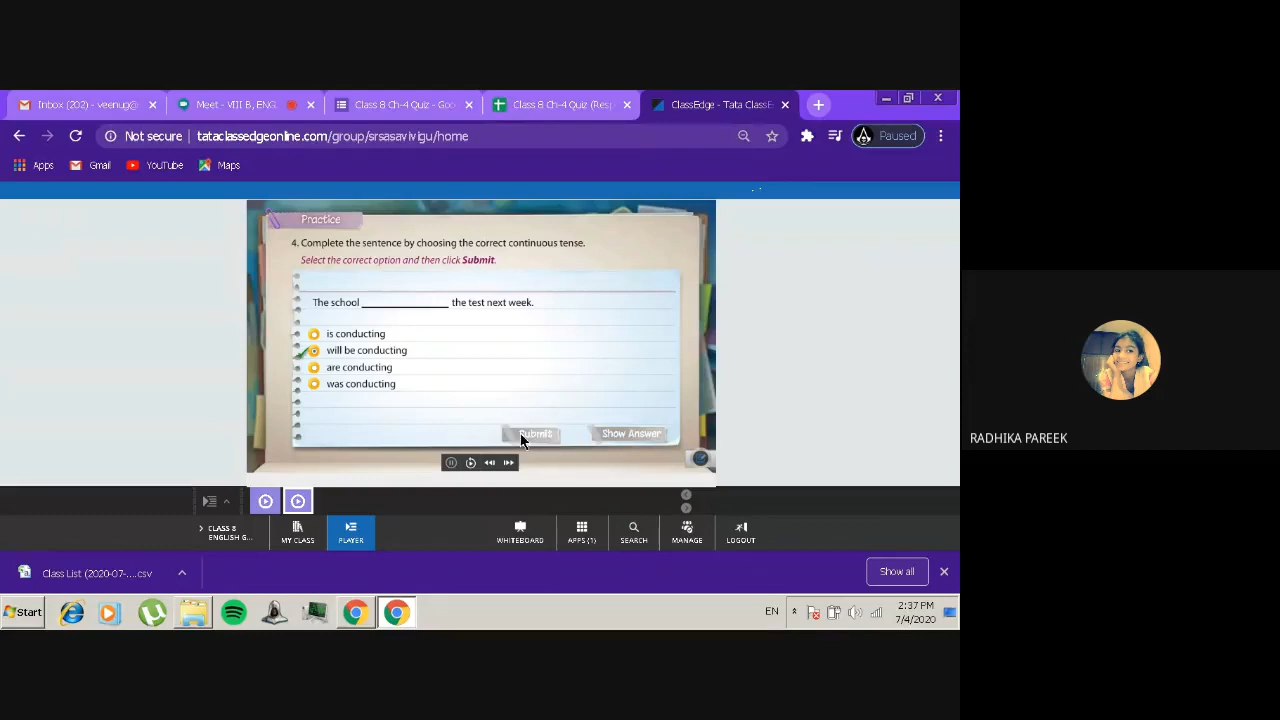 Inbox (202) - veenug@
Meet - VIII B, ENG
Class 8 Ch-4 Quiz - Goo
Class 8 Ch-4 Quiz (Resp
ClassEdge - Tata ClassE
Not secure
tataclassedgeonline.com/group/srsasavivigu/home
Paused
Apps
Gmail
YouTube
Maps
Practice
4. Complete the sentence by choosing the correct continuous tense.
Select the correct option and then click Submit.
The school ________________ the test next week.
is conducting
will be conducting
are conducting
was conducting
Submit
Show Answer
RADHIKA PAREEK
CLASS 8
ENGLISH G...
MY CLASS
PLAYER
WHITEBOARD
APPS (1)
SEARCH
MANAGE
LOGOUT
Class List (2020-07-....csv
Show all
Start
EN
2:37 PM
7/4/2020